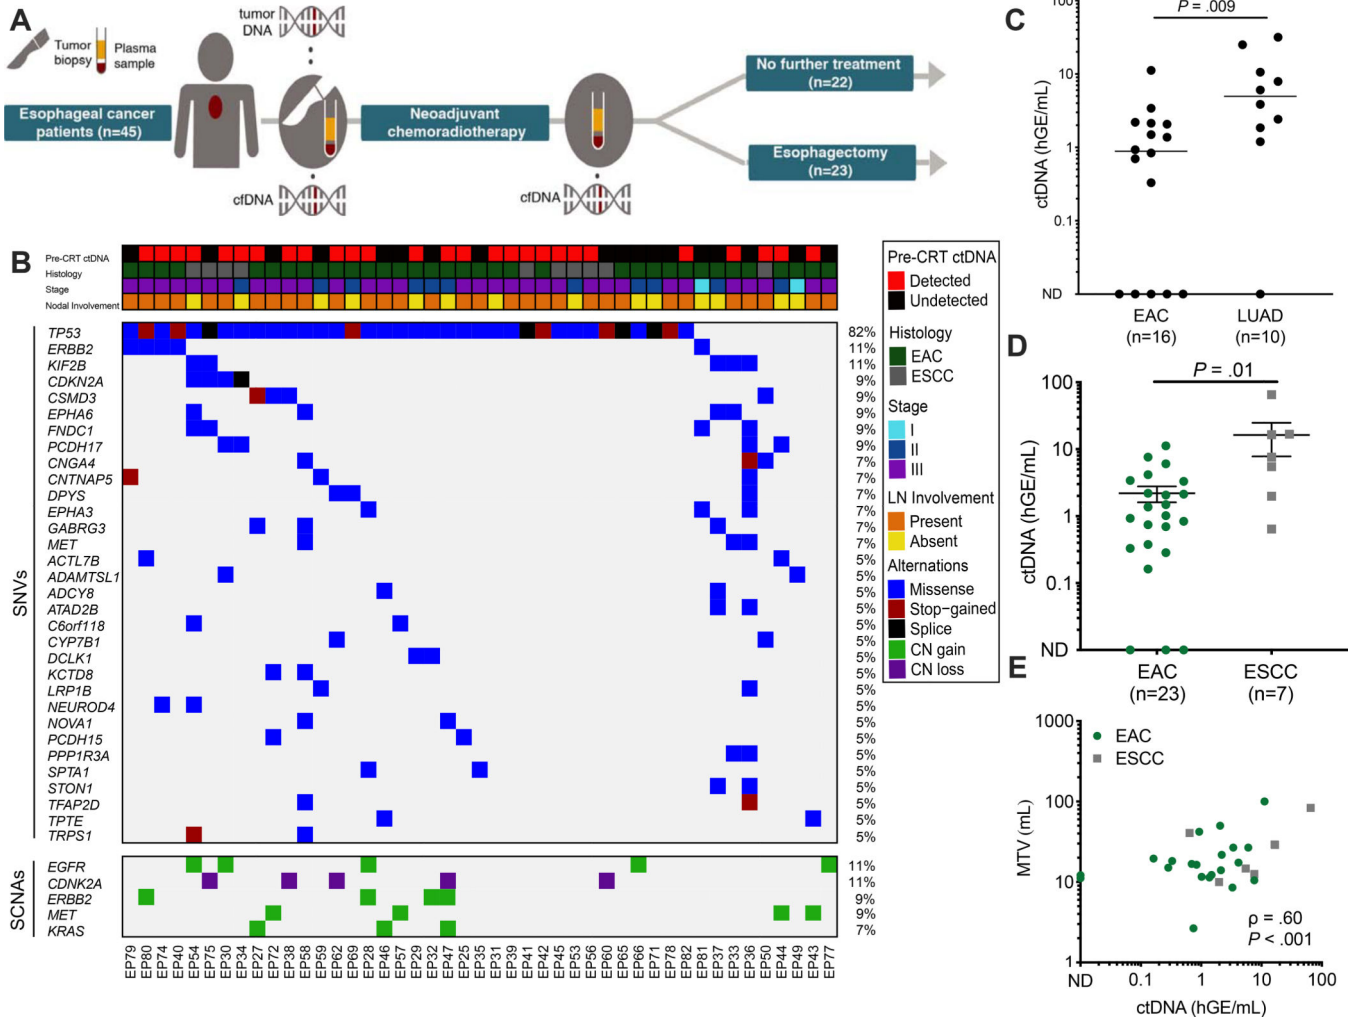 A
Tumor
biopsy
Plasma
sample
tumor
DNA
Esophageal cancer
patients (n=45)
cfDNA
Neoadjuvant
chemoradiotherapy
cfDNA
No further treatment
(n=22)
Esophagectomy
(n=23)
B
Pre-CRT ctDNA
Histology
Stage
Nodal Involvement
SNVs
TP53 82%
ERBB2 11%
KIF2B 11%
CDKN2A 9%
CSMD3 9%
EPHA6 9%
FNDC1 9%
PCDH17 9%
CNGA4 7%
CNTNAP5 7%
DPYS 7%
EPHA3 7%
GABRG3 7%
MET 7%
ACTL7B 5%
ADAMTSL1 5%
ADCY8 5%
ATAD2B 5%
C6orf118 5%
CYP7B1 5%
DCLK1 5%
KCTD8 5%
LRP1B 5%
NEUROD4 5%
NOVA1 5%
PCDH15 5%
PPP1R3A 5%
SPTA1 5%
STON1 5%
TFAP2D 5%
TPTE 5%
TRPS1 5%
SCNAs
EGFR 11%
CDNK2A 11%
ERBB2 9%
MET 9%
KRAS 7%
EP79 EP80 EP74 EP40 EP54 EP75 EP30 EP34 EP27 EP72 EP38 EP58 EP59 EP62 EP69 EP28 EP46 EP57 EP29 EP32 EP47 EP25 EP35 EP31 EP39 EP41 EP42 EP45 EP53 EP56 EP60 EP65 EP66 EP71 EP78 EP82 EP81 EP37 EP33 EP36 EP50 EP44 EP49 EP43 EP77
Pre-CRT ctDNA
Detected
Undetected
Histology
EAC
ESCC
Stage
I
II
III
LN Involvement
Present
Absent
Alternations
Missense
Stop-gained
Splice
CN gain
CN loss
C
P = .009
ctDNA (hGE/mL)
100
10
1
0.1
ND
EAC
(n=16)
LUAD
(n=10)
D
P = .01
ctDNA (hGE/mL)
100
10
1
0.1
ND
EAC
(n=23)
ESCC
(n=7)
E
MTV (mL)
1000
100
10
1
EAC
ESCC
ρ = .60
P < .001
ND 0.1 1 10 100
ctDNA (hGE/mL)